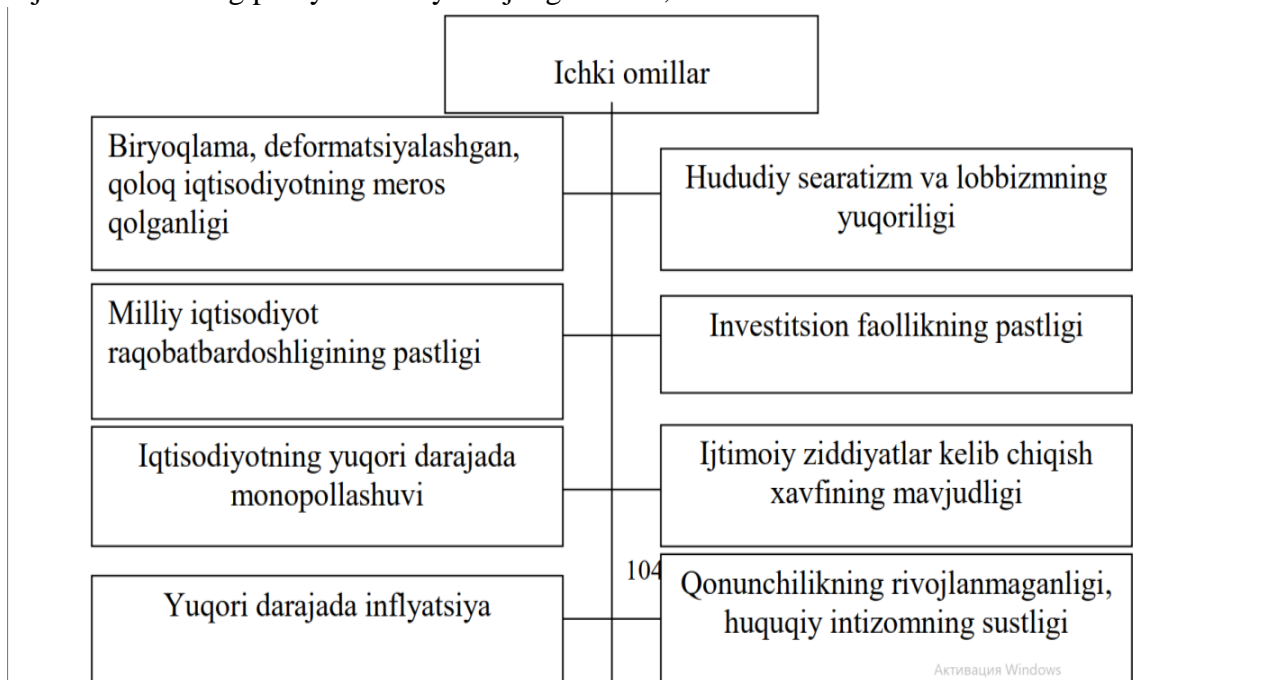 Ichki omillar
Biryoqlama, deformatsiyalashgan,
qoloq iqtisodiyotning meros
qolganligi
Hududiy searatizm va lobbizmning
yuqoriligi
Milliy iqtisodiyot
raqobatbardoshligining pastligi
Investitsion faollikning pastligi
Iqtisodiyotning yuqori darajada
monopollashuvi
Ijtimoiy ziddiyatlar kelib chiqish
xavfining mavjudligi
104
Yuqori darajada inflyatsiya
Qonunchilikning rivojlanmaganligi,
huquqiy intizomning sustligi
Активация Windows